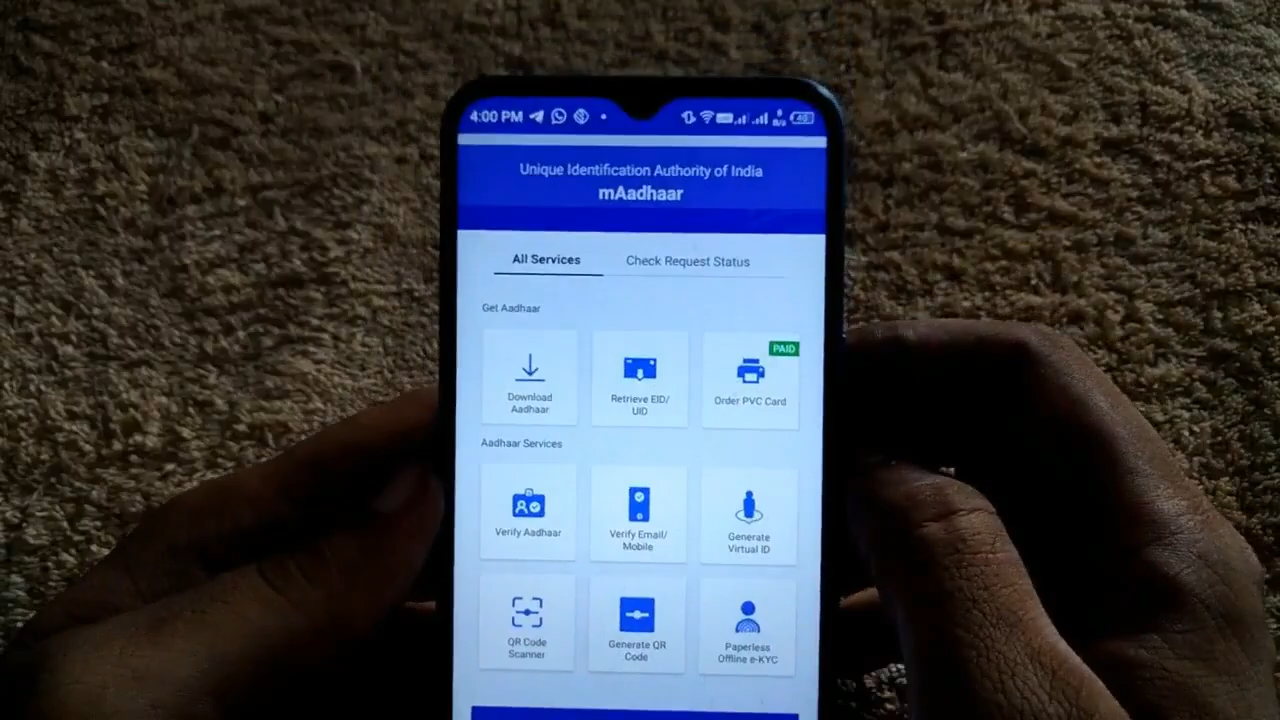 4:00 PM
Unique Identification Authority of India
mAadhaar
All Services
Check Request Status
Get Aadhaar
Download
Aadhaar
Retrieve EID/
UID
PAID
Order PVC Card
Aadhaar Services
Verify Aadhaar
Verify Email/
Mobile
Generate
Virtual ID
QR Code
Scanner
Generate QR
Code
Paperless
Offline e-KYC